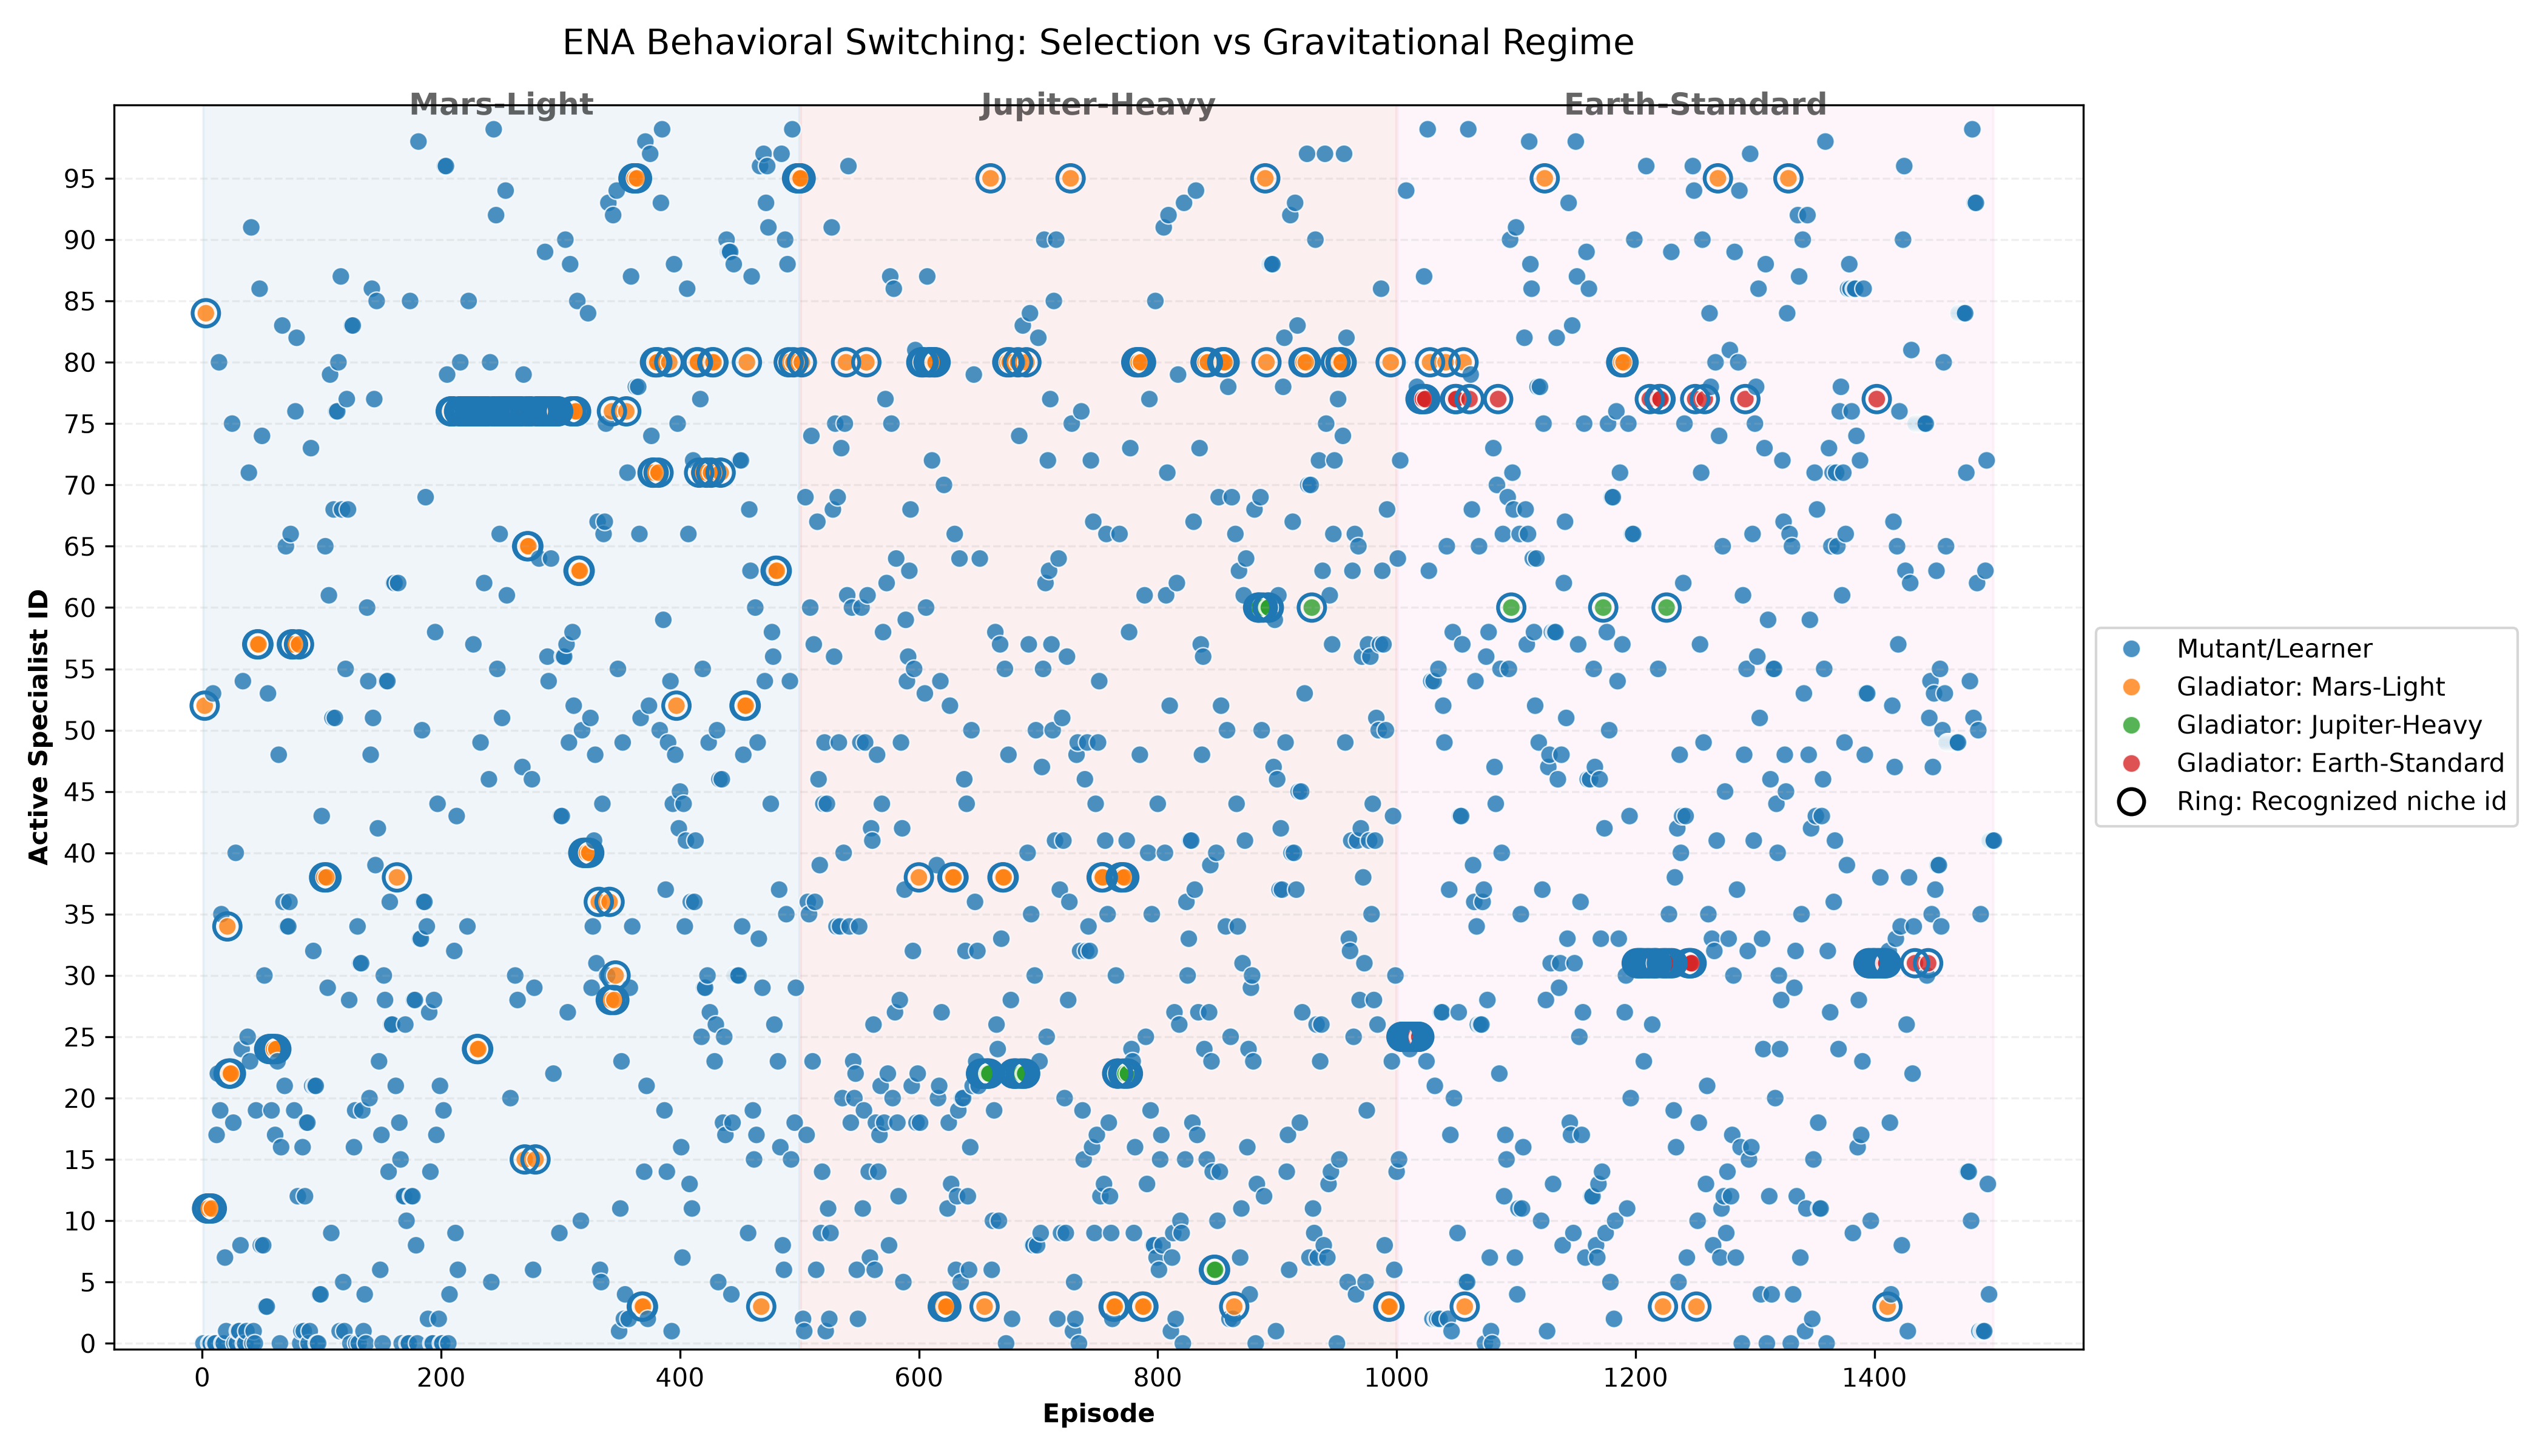 ENA Behavioral Switching: Selection vs Gravitational Regime
Mars-Light
Jupiter-Heavy
Earth-Standard
95
90
85
80
75
70
65
60
55
50
45
40
35
30
25
20
15
10
5
0
Active Specialist ID
0
200
400
600
800
1000
1200
1400
Episode
Mutant/Learner
Gladiator: Mars-Light
Gladiator: Jupiter-Heavy
Gladiator: Earth-Standard
Ring: Recognized niche id